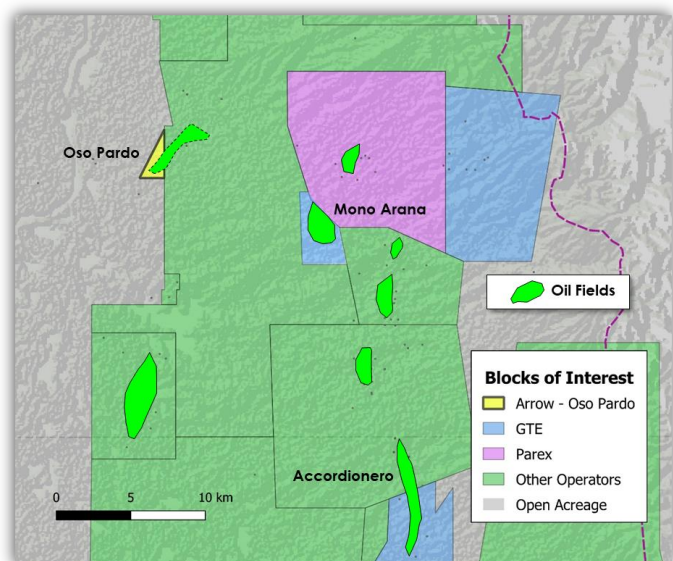 Oso Pardo
Mono Arana
Oil Fields
Blocks of Interest
Arrow - Oso Pardo
GTE
Parex
Other Operators
Open Acreage
Accordionero
0 5 10 km